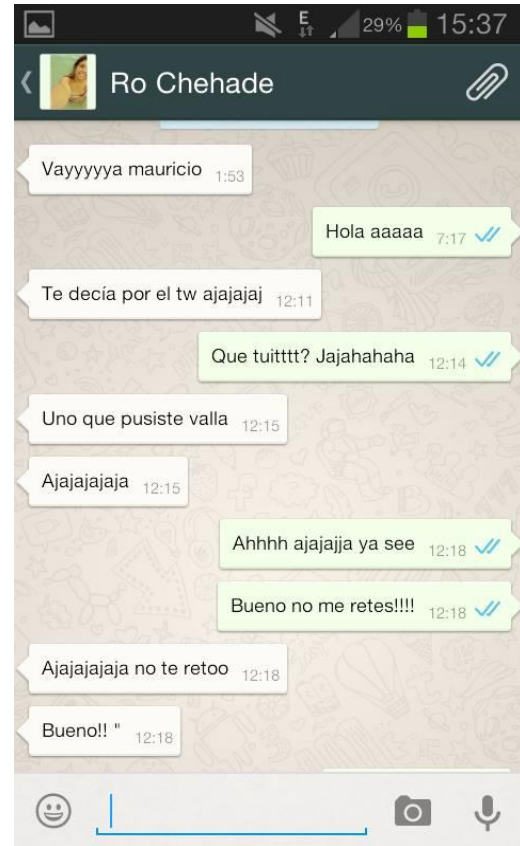 E 29% 15:37
Ro Chehade
Vayyyyya mauricio 1:53
Hola aaaaa 7:17
Te decía por el tw ajajajaj 12:11
Que tuitttt? Jajahahaha 12:14
Uno que pusiste valla 12:15
Ajajajajaja 12:15
Ahhhh ajajajja ya see 12:18
Bueno no me retes!!!! 12:18
Ajajajajaja no te retoo 12:18
Bueno!! " 12:18